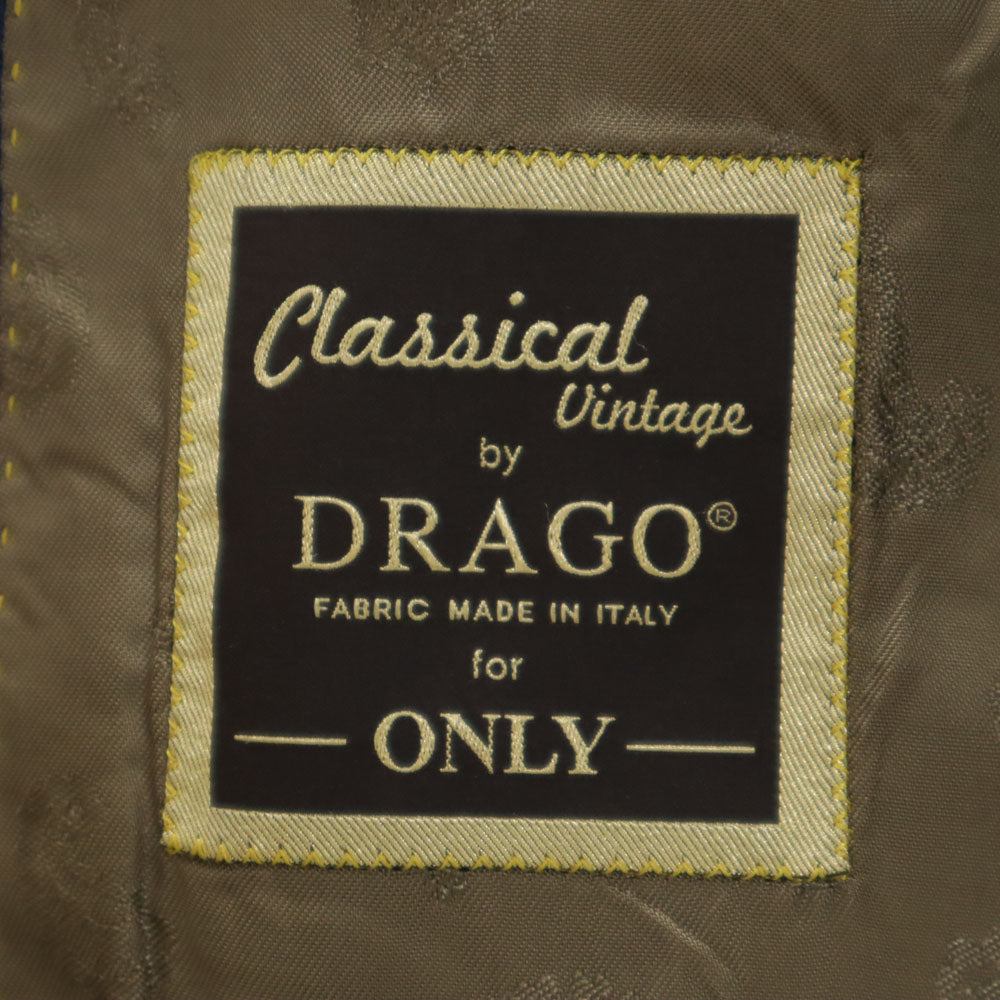 Classical
Vintage
by
DRAGO®
FABRIC MADE IN ITALY
for
ONLY